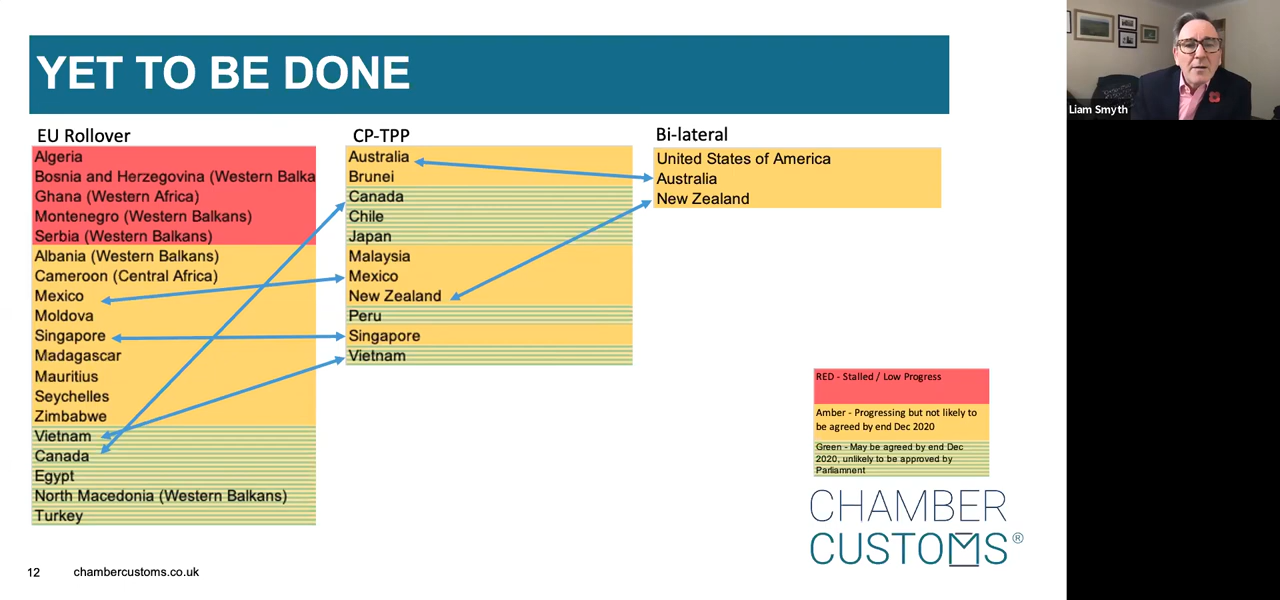 YET TO BE DONE
EU Rollover
Algeria
Bosnia and Herzegovina (Western Balka
Ghana (Western Africa)
Montenegro (Western Balkans)
Serbia (Western Balkans)
Albania (Western Balkans)
Cameroon (Central Africa)
Mexico
Moldova
Singapore
Madagascar
Mauritius
Seychelles
Zimbabwe
Vietnam
Canada
Egypt
North Macedonia (Western Balkans)
Turkey
CP-TPP
Australia
Brunei
Canada
Chile
Japan
Malaysia
Mexico
New Zealand
Peru
Singapore
Vietnam
Bi-lateral
United States of America
Australia
New Zealand
RED - Stalled / Low Progress
Amber - Progressing but not likely to
be agreed by end Dec 2020
Green - May be agreed by end Dec
2020, unlikely to be approved by
Parliamnent
CHAMBER
CUSTOMS®
12 chambercustoms.co.uk
Liam Smyth